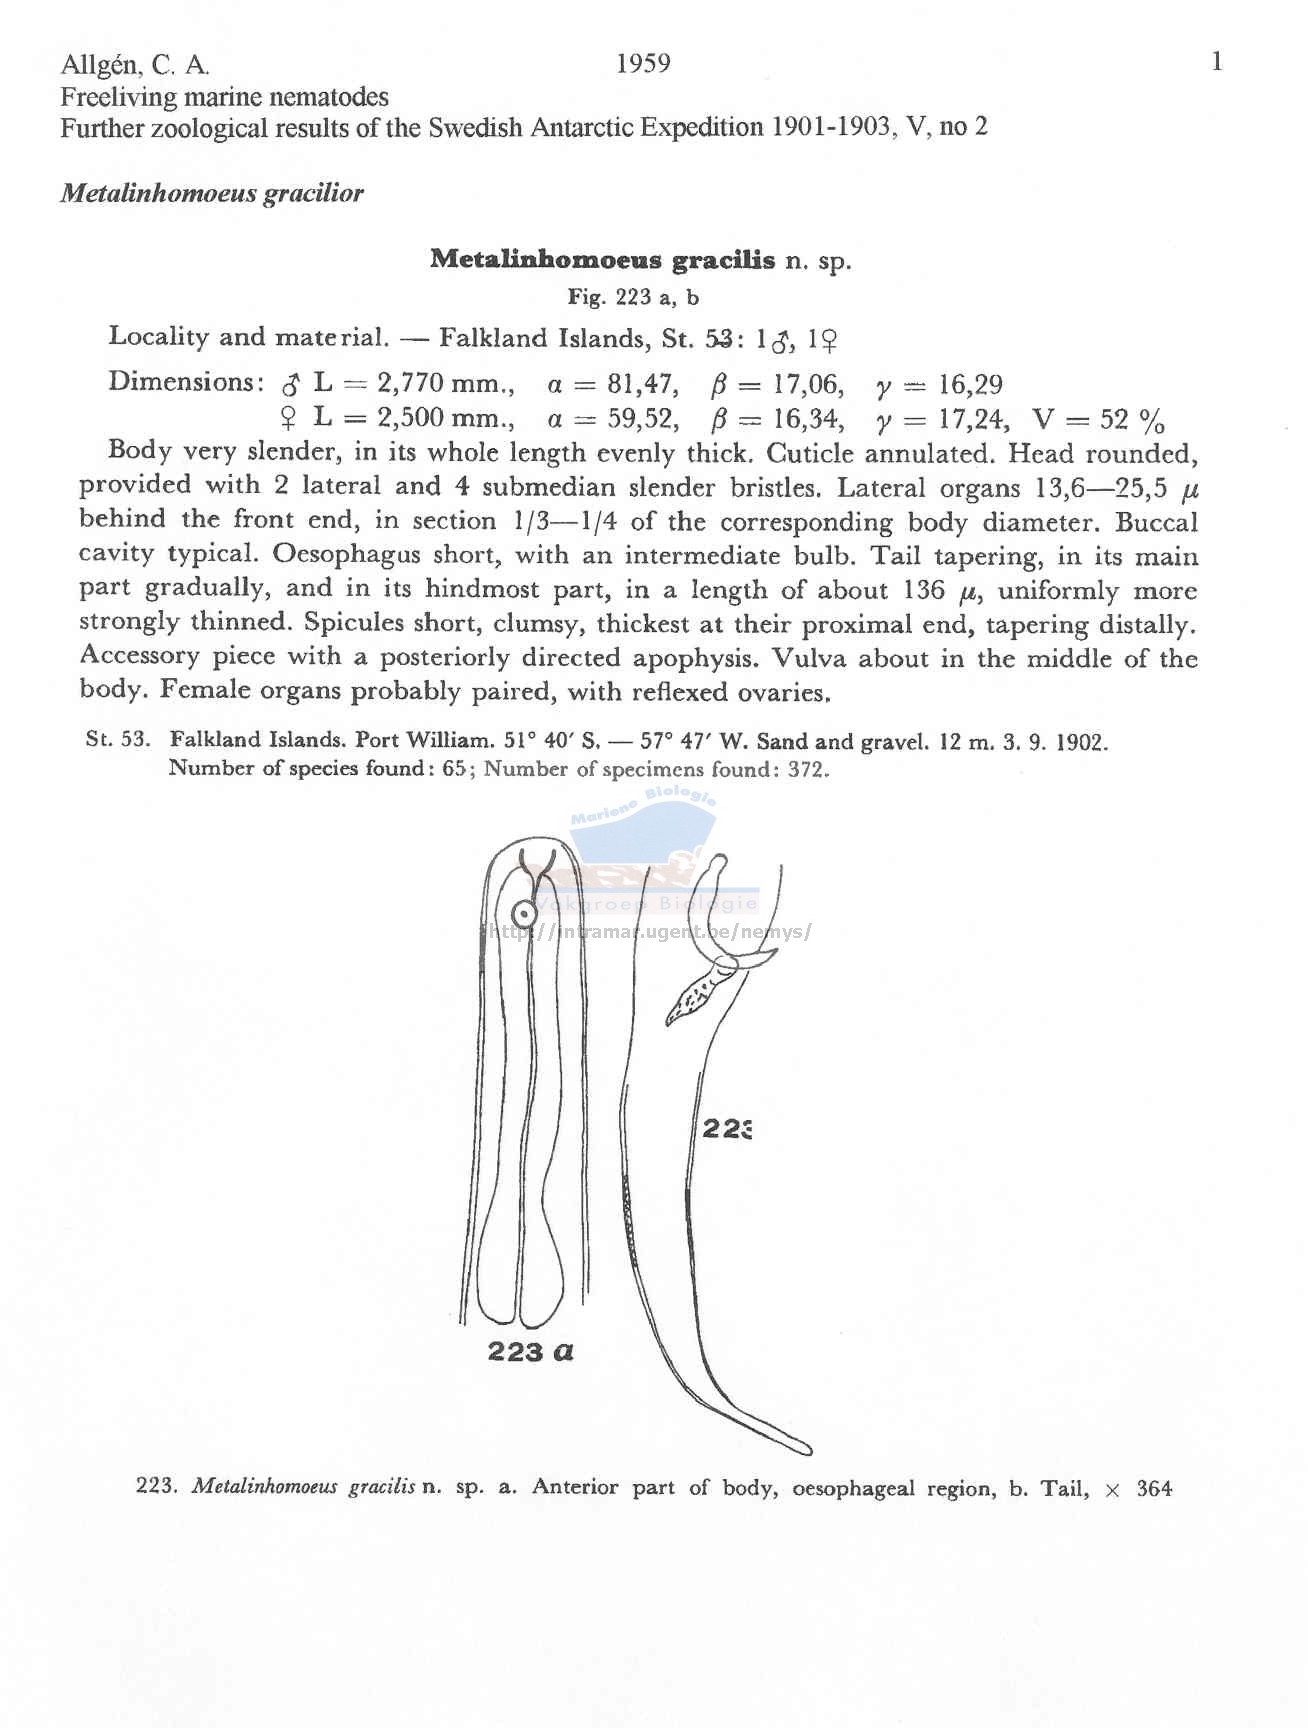 Allgén, C. A. 1959 1
Freeliving marine nematodes
Further zoological results of the Swedish Antarctic Expedition 1901-1903, V, no 2
Metalinhomoeus gracilior
Metalinhomoeus gracilis n. sp.
Fig. 223 a, b
Locality and material. — Falkland Islands, St. 53: 1♂, 1♀
Dimensions: ♂ L = 2,770 mm., α = 81,47, β = 17,06, γ = 16,29
♀ L = 2,500 mm., α = 59,52, β = 16,34, γ = 17,24, V = 52 %
Body very slender, in its whole length evenly thick. Cuticle annulated. Head rounded,
provided with 2 lateral and 4 submedian slender bristles. Lateral organs 13,6—25,5 μ
behind the front end, in section 1/3—1/4 of the corresponding body diameter. Buccal
cavity typical. Oesophagus short, with an intermediate bulb. Tail tapering, in its main
part gradually, and in its hindmost part, in a length of about 136 μ, uniformly more
strongly thinned. Spicules short, clumsy, thickest at their proximal end, tapering distally.
Accessory piece with a posteriorly directed apophysis. Vulva about in the middle of the
body. Female organs probably paired, with reflexed ovaries.
St. 53. Falkland Islands. Port William. 51° 40′ S. — 57° 47′ W. Sand and gravel. 12 m. 3. 9. 1902.
Number of species found: 65; Number of specimens found: 372.
Mariene Biologie
Vakgroep Biologie
http://intramar.ugent.be/nemys/
223
223 a
223. Metalinhomoeus gracilis n. sp. a. Anterior part of body, oesophageal region, b. Tail, × 364